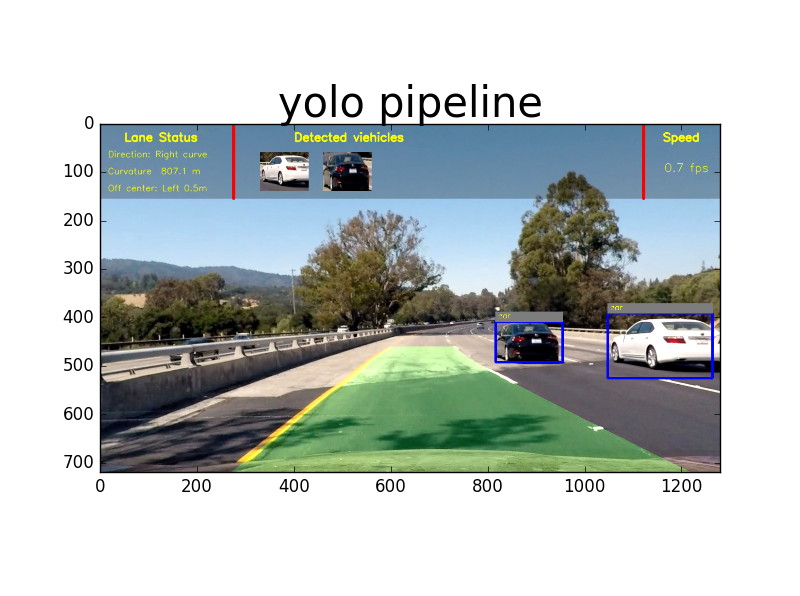 yolo pipeline
Lane Status
Direction: Right curve
Curvature 807.1 m
Off center: Left 0.5m
Detected viehicles
Speed
0.7 fps
car
car
0
100
200
300
400
500
600
700
0 200 400 600 800 1000 1200